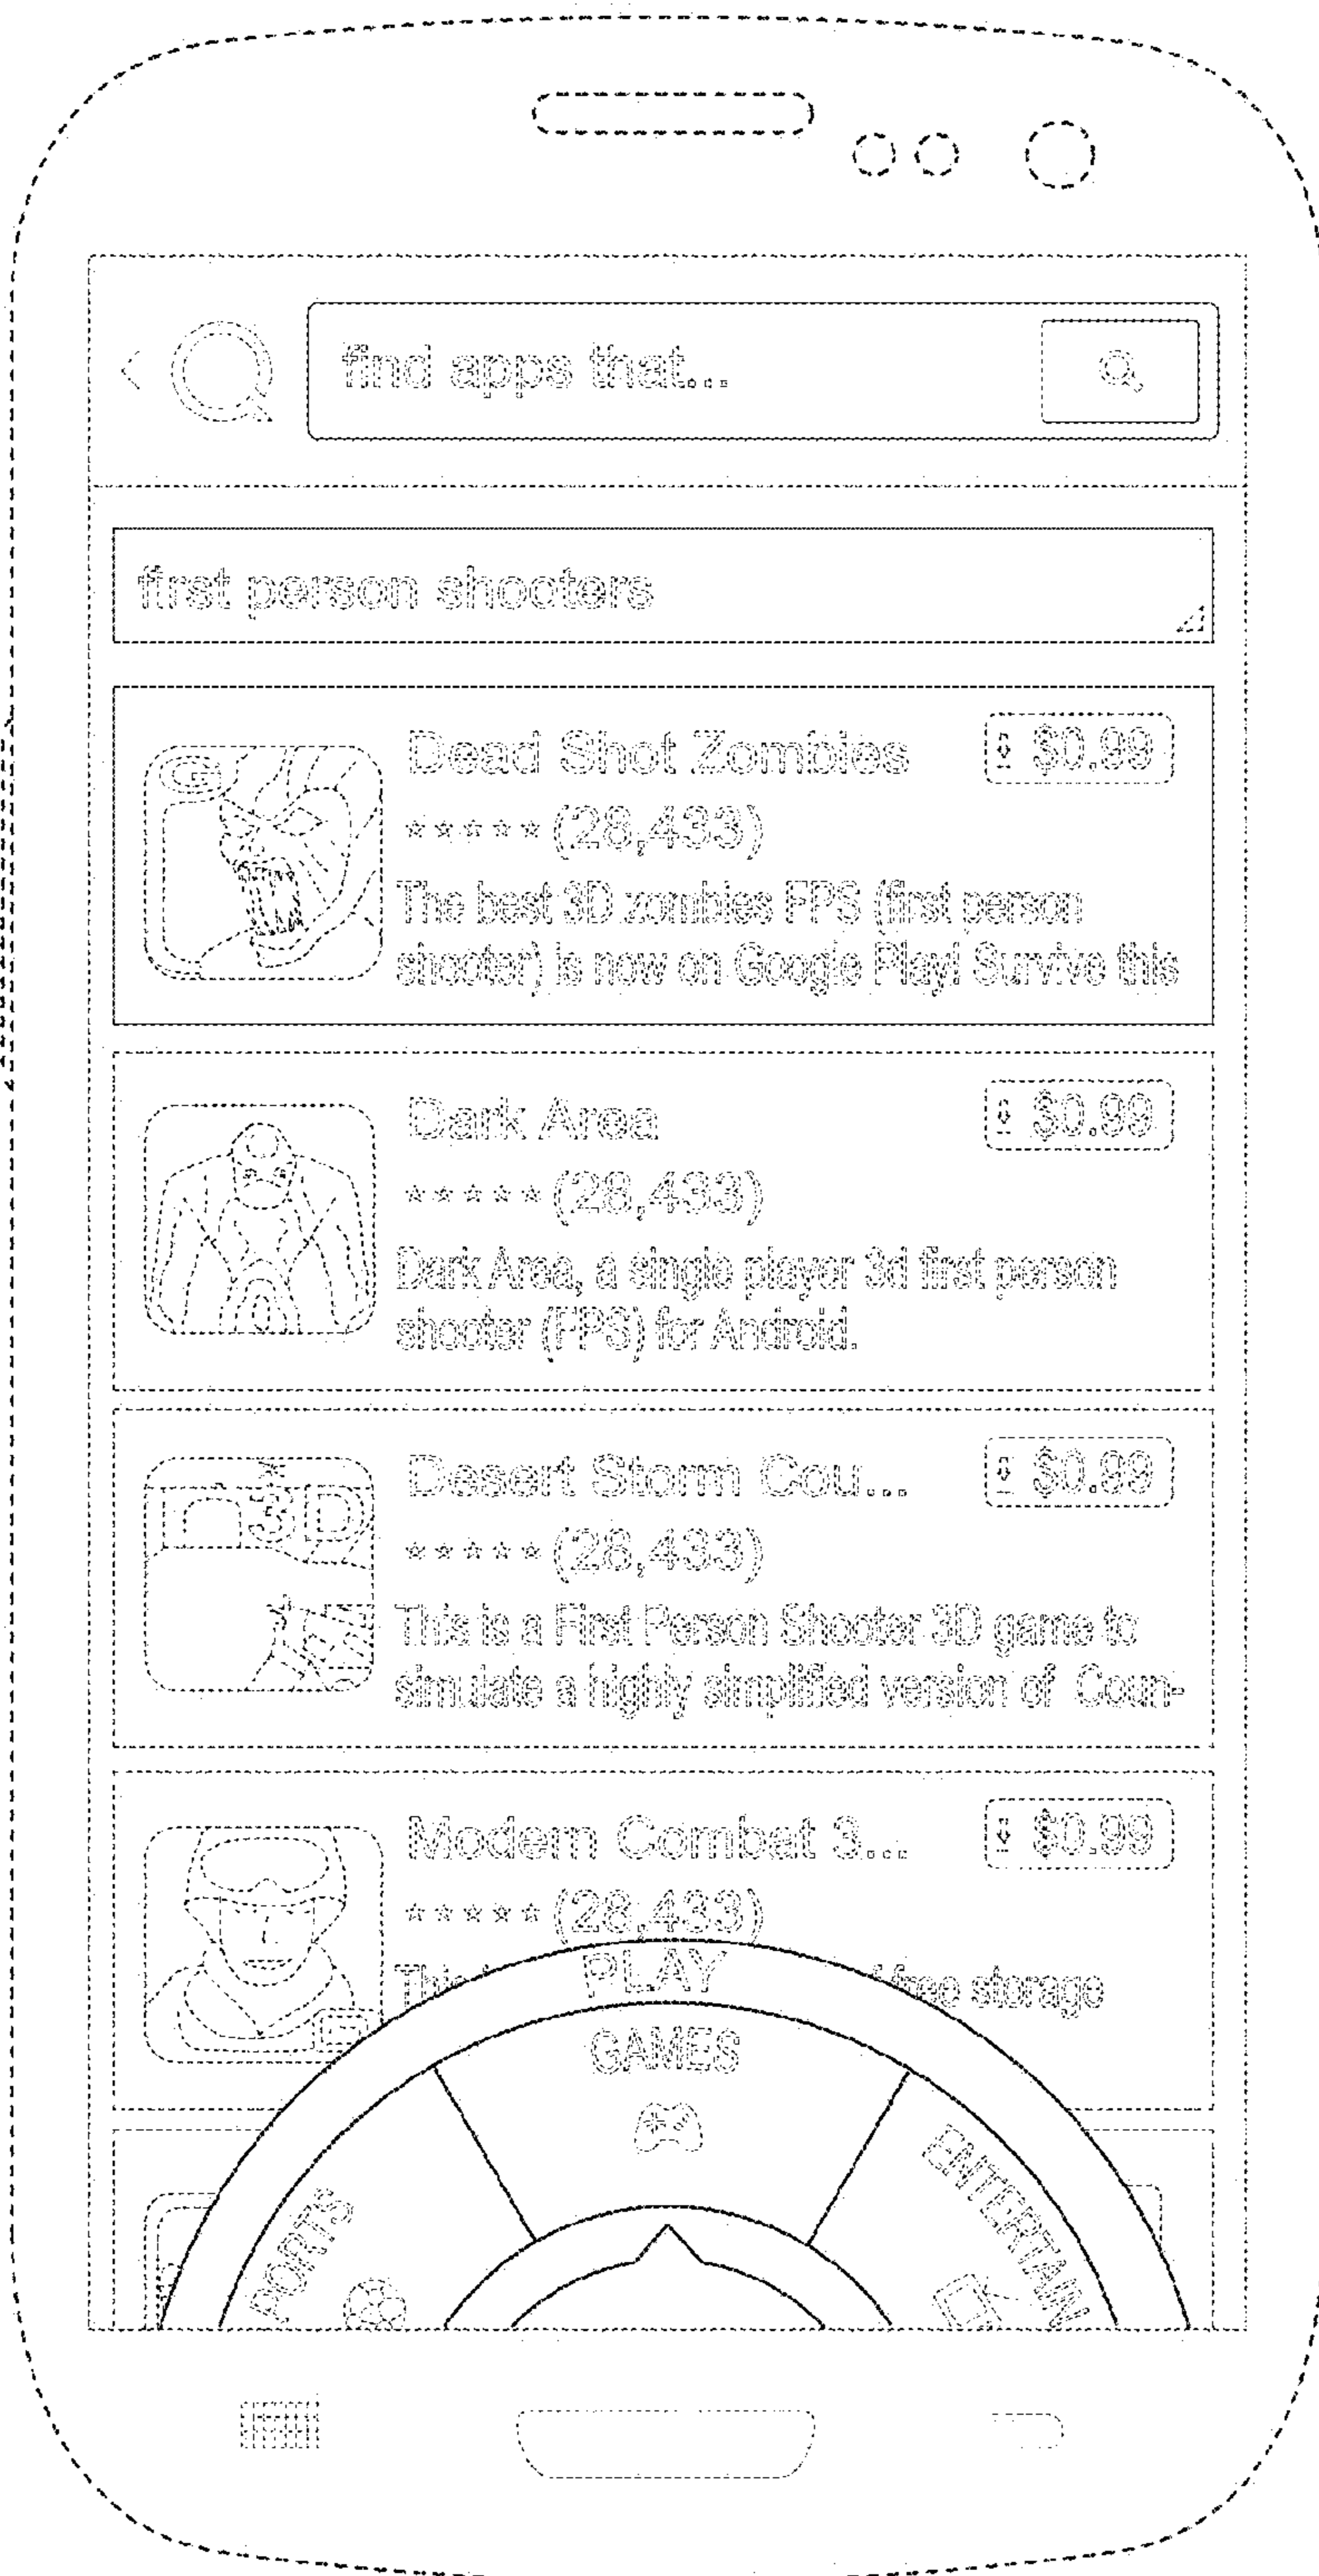 find apps that...
first person shooters
Dead Shot Zombies
$0.99
(28,433)
The best 3D zombies FPS (first person
shooter) is now on Google Play! Survive this
Dark Area
$0.99
(28,433)
Dark Area, a single player 3d first person
shooter (FPS) for Android.
3D
Desert Storm Cou...
$0.99
(28,433)
This is a First Person Shooter 3D game to
simulate a highly simplified version of Coun-
Modern Combat 3...
$0.99
(28,433)
free storage
PLAY
GAMES
PORTS
ENTERTAIN